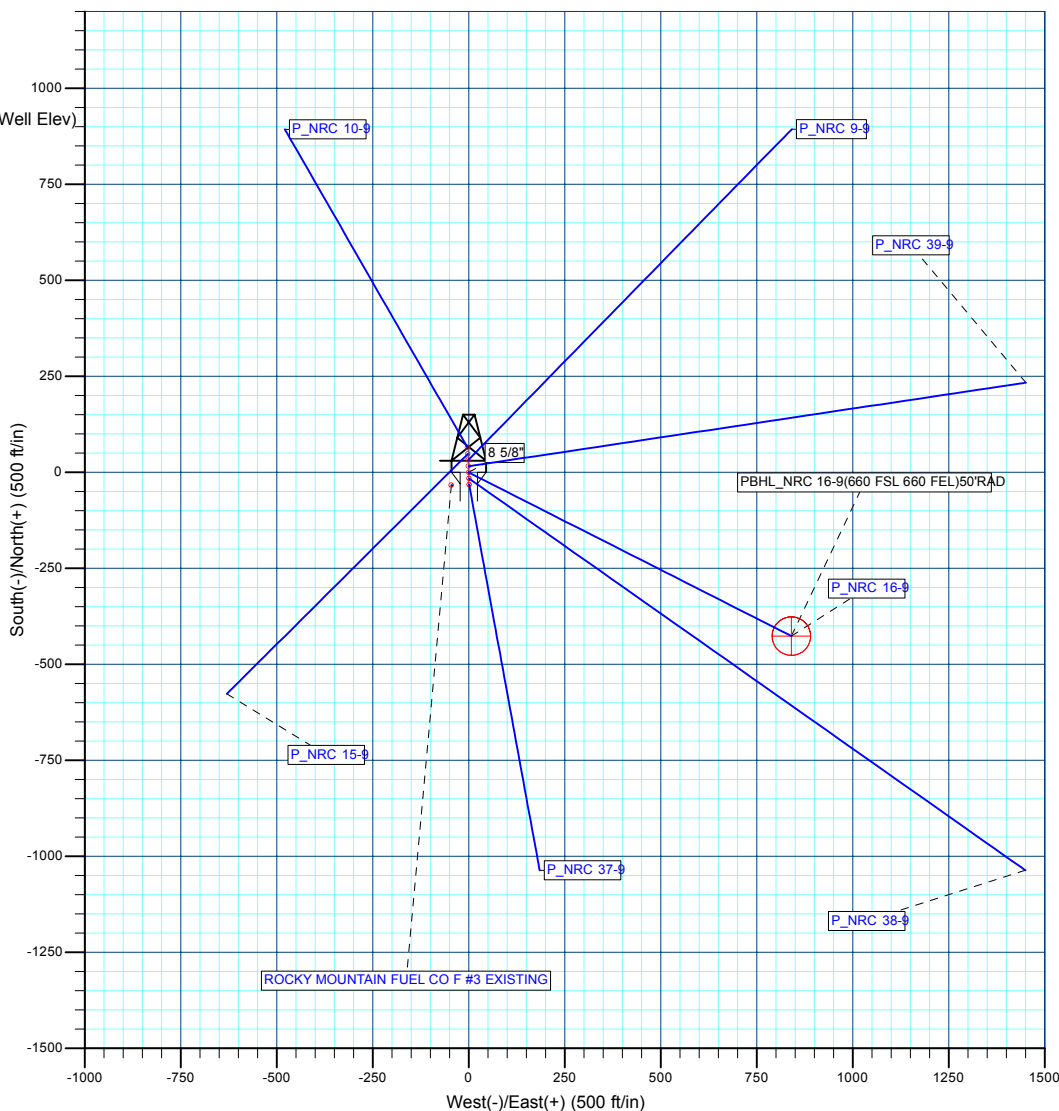 1000
Well Elev)
P_NRC 10-9
P_NRC 9-9
750
P_NRC 39-9
500
250
8 5/8"
0
PBHL_NRC 16-9(660 FSL 660 FEL)50'RAD
-250
P_NRC 16-9
South(-)/North(+) (500 ft/in)
-500
-750
P_NRC 15-9
-1000
P_NRC 37-9
P_NRC 38-9
-1250
ROCKY MOUNTAIN FUEL CO F #3 EXISTING
-1500
-1000 -750 -500 -250 0 250 500 750 1000 1250 1500
West(-)/East(+) (500 ft/in)